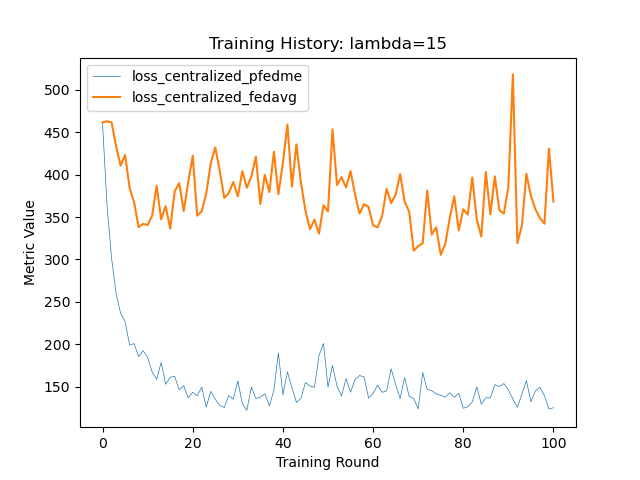 Training History: lambda=15
loss_centralized_pfedme
loss_centralized_fedavg
Metric Value
500
450
400
350
300
250
200
150
0
20
40
60
80
100
Training Round